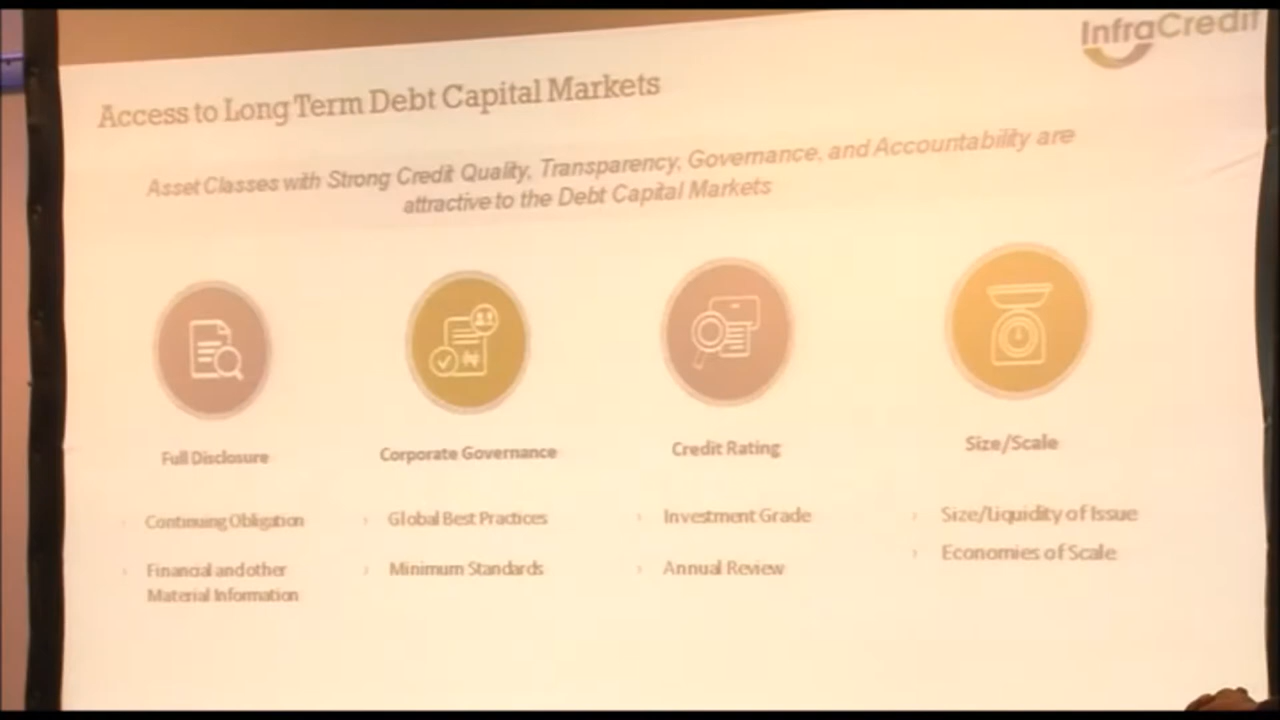 InfraCredit
Access to Long Term Debt Capital Markets
Asset Classes with Strong Credit Quality, Transparency, Governance, and Accountability are
attractive to the Debt Capital Markets
₦
Full Disclosure
Continuing Obligation
Financial and other
Material Information
Corporate Governance
Global Best Practices
Minimum Standards
Credit Rating
Investment Grade
Annual Review
Size/Scale
Size/Liquidity of Issue
Economies of Scale